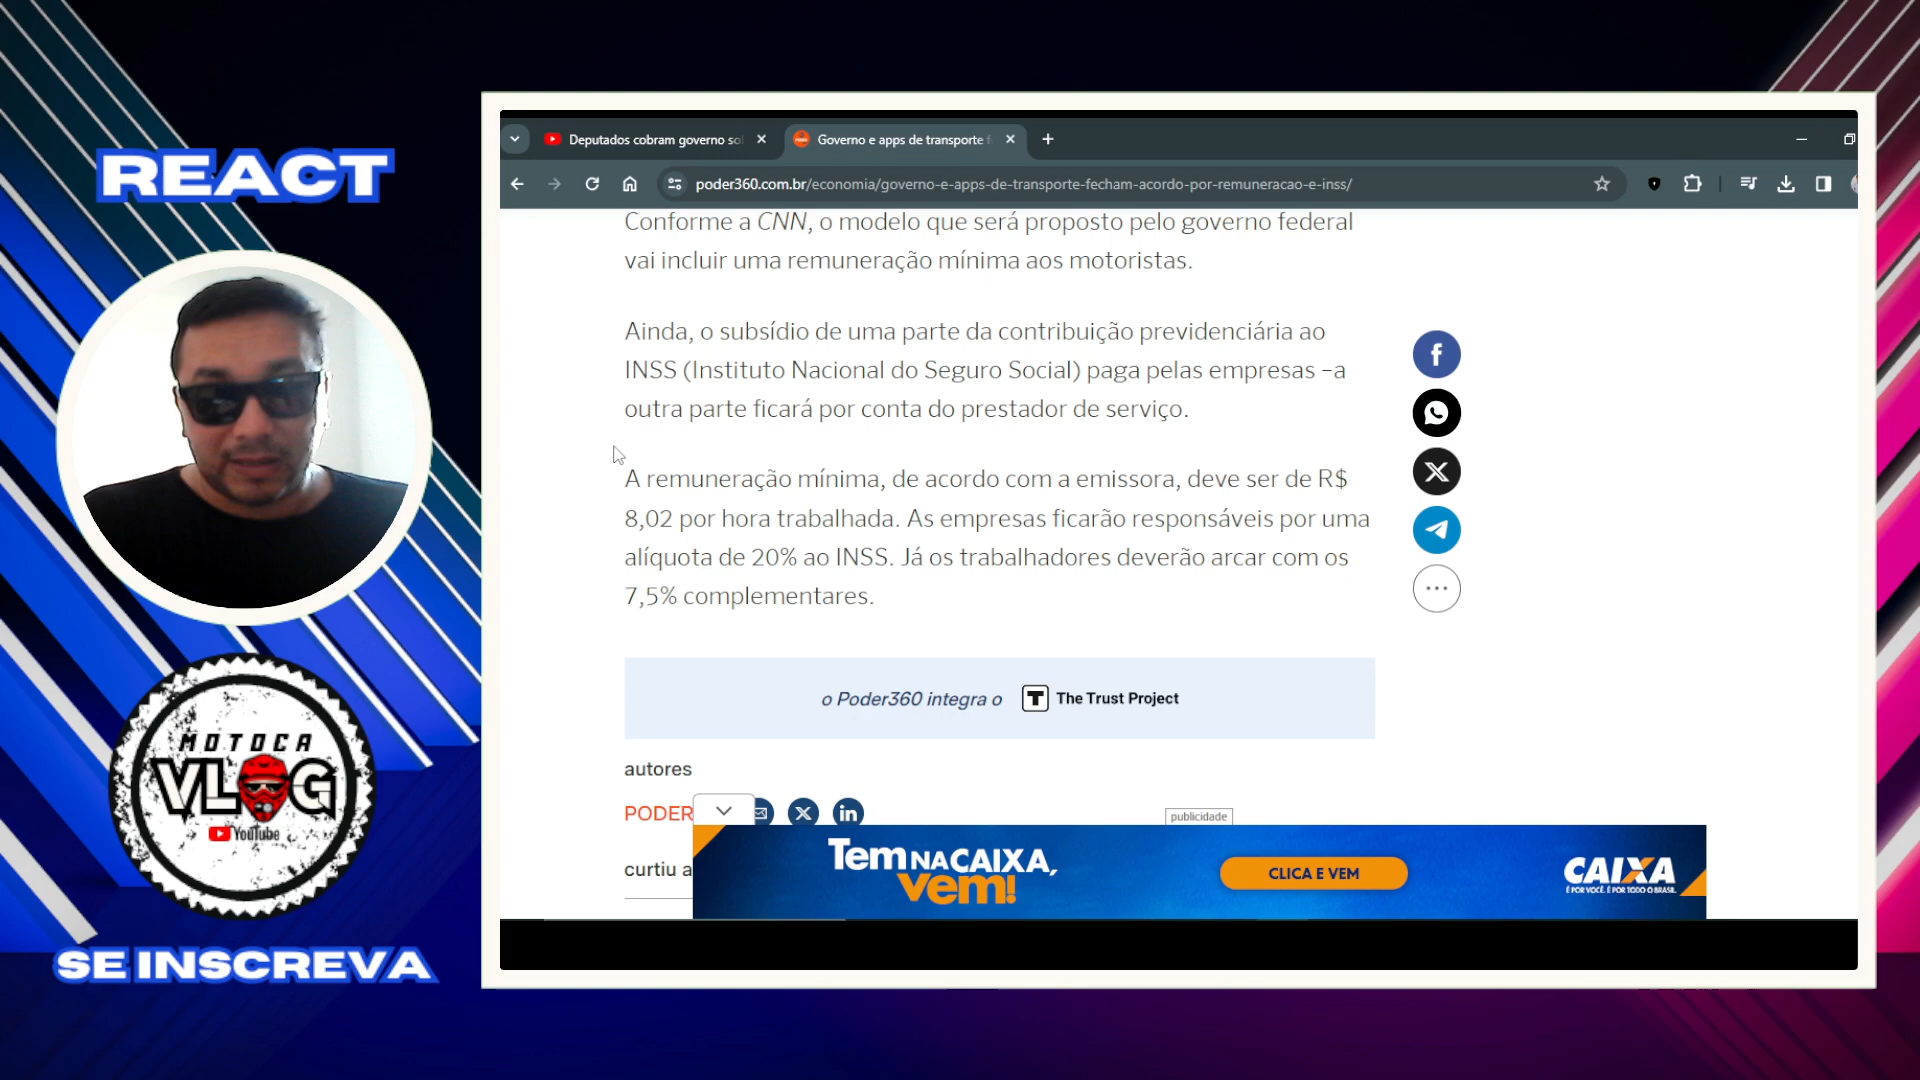 REACT
MOTOCA
VLOG
YouTube
SE INSCREVA
Deputados cobram governo so
Governo e apps de transporte f
poder360.com.br/economia/governo-e-apps-de-transporte-fecham-acordo-por-remuneracao-e-inss/
Conforme a CNN, o modelo que será proposto pelo governo federal
vai incluir uma remuneração mínima aos motoristas.
Ainda, o subsídio de uma parte da contribuição previdenciária ao
INSS (Instituto Nacional do Seguro Social) paga pelas empresas –a
outra parte ficará por conta do prestador de serviço.
A remuneração mínima, de acordo com a emissora, deve ser de R$
8,02 por hora trabalhada. As empresas ficarão responsáveis por uma
alíquota de 20% ao INSS. Já os trabalhadores deverão arcar com os
7,5% complementares.
o Poder360 integra o T The Trust Project
autores
PODER
in
publicidade
curtiu a
Tem NA CAIXA,
vem!
CLICA E VEM
CAIXA
É POR VOCÊ. É POR TODO O BRASIL.